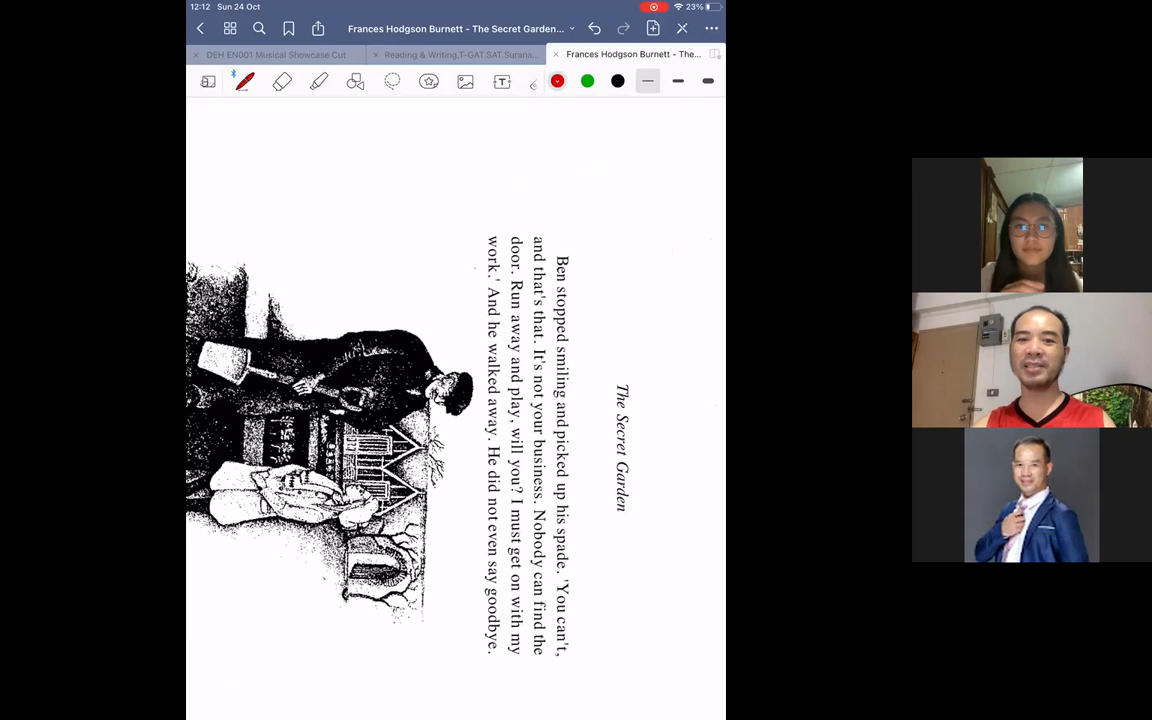 12:12 Sun 24 Oct
23%
Frances Hodgson Burnett - The Secret Garden...
DEH EN001 Musical Showcase Cut
Reading & Writing,T-GAT.SAT.Surana...
Frances Hodgson Burnett - The...
T
The Secret Garden
Ben stopped smiling and picked up his spade. 'You can't,
and that's that. It's not your business. Nobody can find the
door. Run away and play, will you? I must get on with my
work.' And he walked away. He did not even say goodbye.